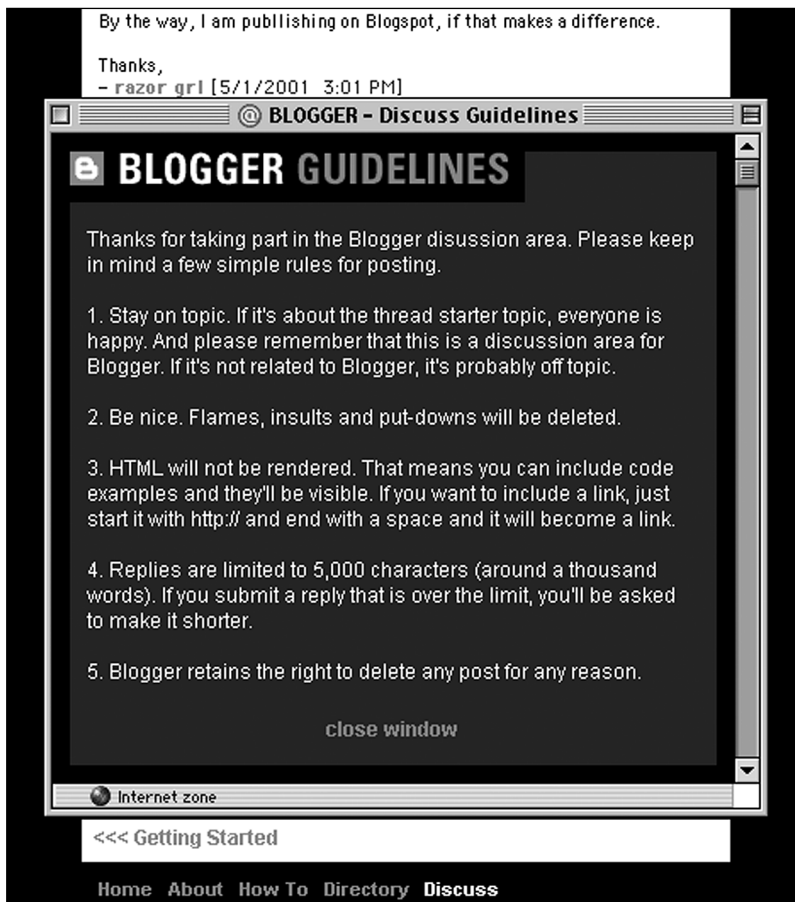 By the way, I am publlishing on Blogspot, if that makes a difference.
Thanks,
- razor grl [5/1/2001 3:01 PM]
@ BLOGGER - Discuss Guidelines
BLOGGER GUIDELINES
Thanks for taking part in the Blogger disussion area. Please keep
in mind a few simple rules for posting.
1. Stay on topic. If it's about the thread starter topic, everyone is
happy. And please remember that this is a discussion area for
Blogger. If it's not related to Blogger, it's probably off topic.
2. Be nice. Flames, insults and put-downs will be deleted.
3. HTML will not be rendered. That means you can include code
examples and they'll be visible. If you want to include a link, just
start it with http:// and end with a space and it will become a link.
4. Replies are limited to 5,000 characters (around a thousand
words). If you submit a reply that is over the limit, you'll be asked
to make it shorter.
5. Blogger retains the right to delete any post for any reason.
close window
Internet zone
<<< Getting Started
Home About How To Directory Discuss